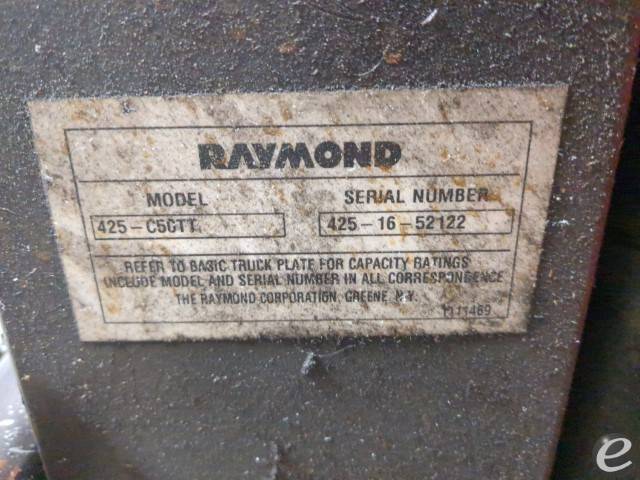 RAYMOND
MODEL SERIAL NUMBER
425-C50TT 425-16-52122
REFER TO BASIC TRUCK PLATE FOR CAPACITY RATINGS
INCLUDE MODEL AND SERIAL NUMBER IN ALL CORRESPONDENCE
THE RAYMOND CORPORATION, GREENE, N.Y.
1111469
e